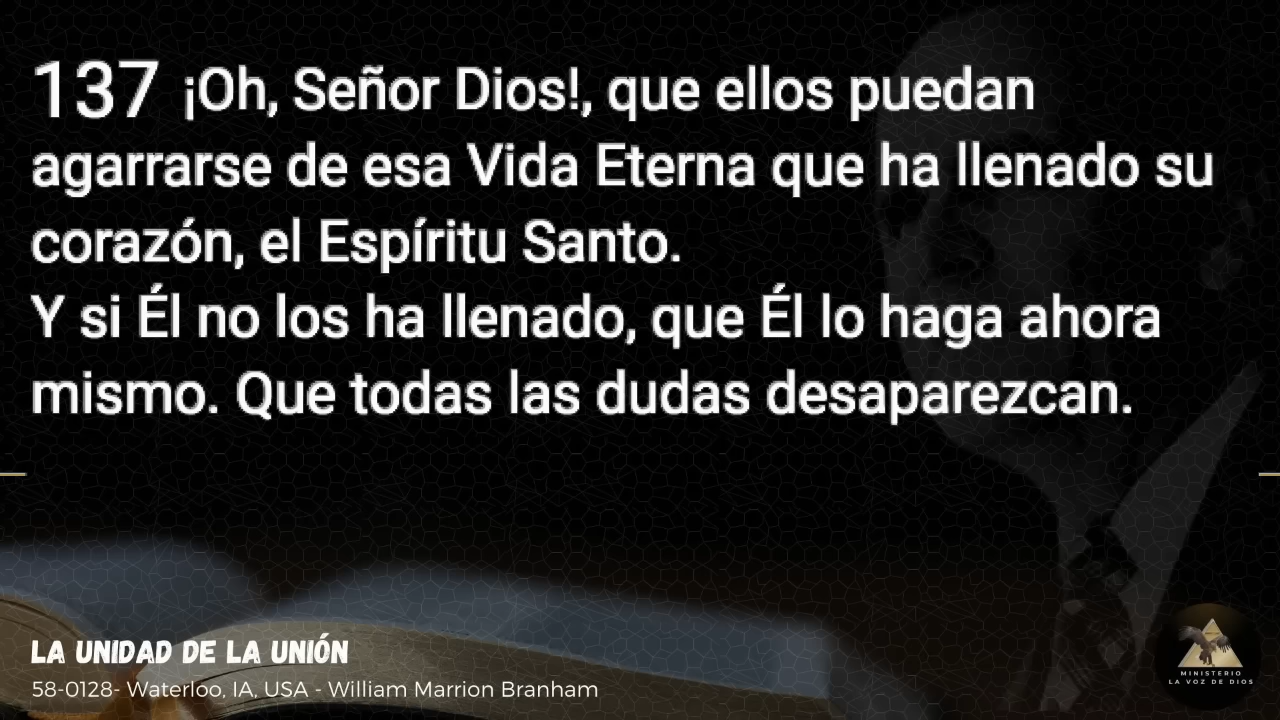 137 ¡Oh, Señor Dios!, que ellos puedan
agarrarse de esa Vida Eterna que ha llenado su
corazón, el Espíritu Santo.
Y si Él no los ha llenado, que Él lo haga ahora
mismo. Que todas las dudas desaparezcan.
LA UNIDAD DE LA UNIÓN
58-0128- Waterloo, IA, USA - William Marrion Branham
MINISTERIO
LA VOZ DE DIOS